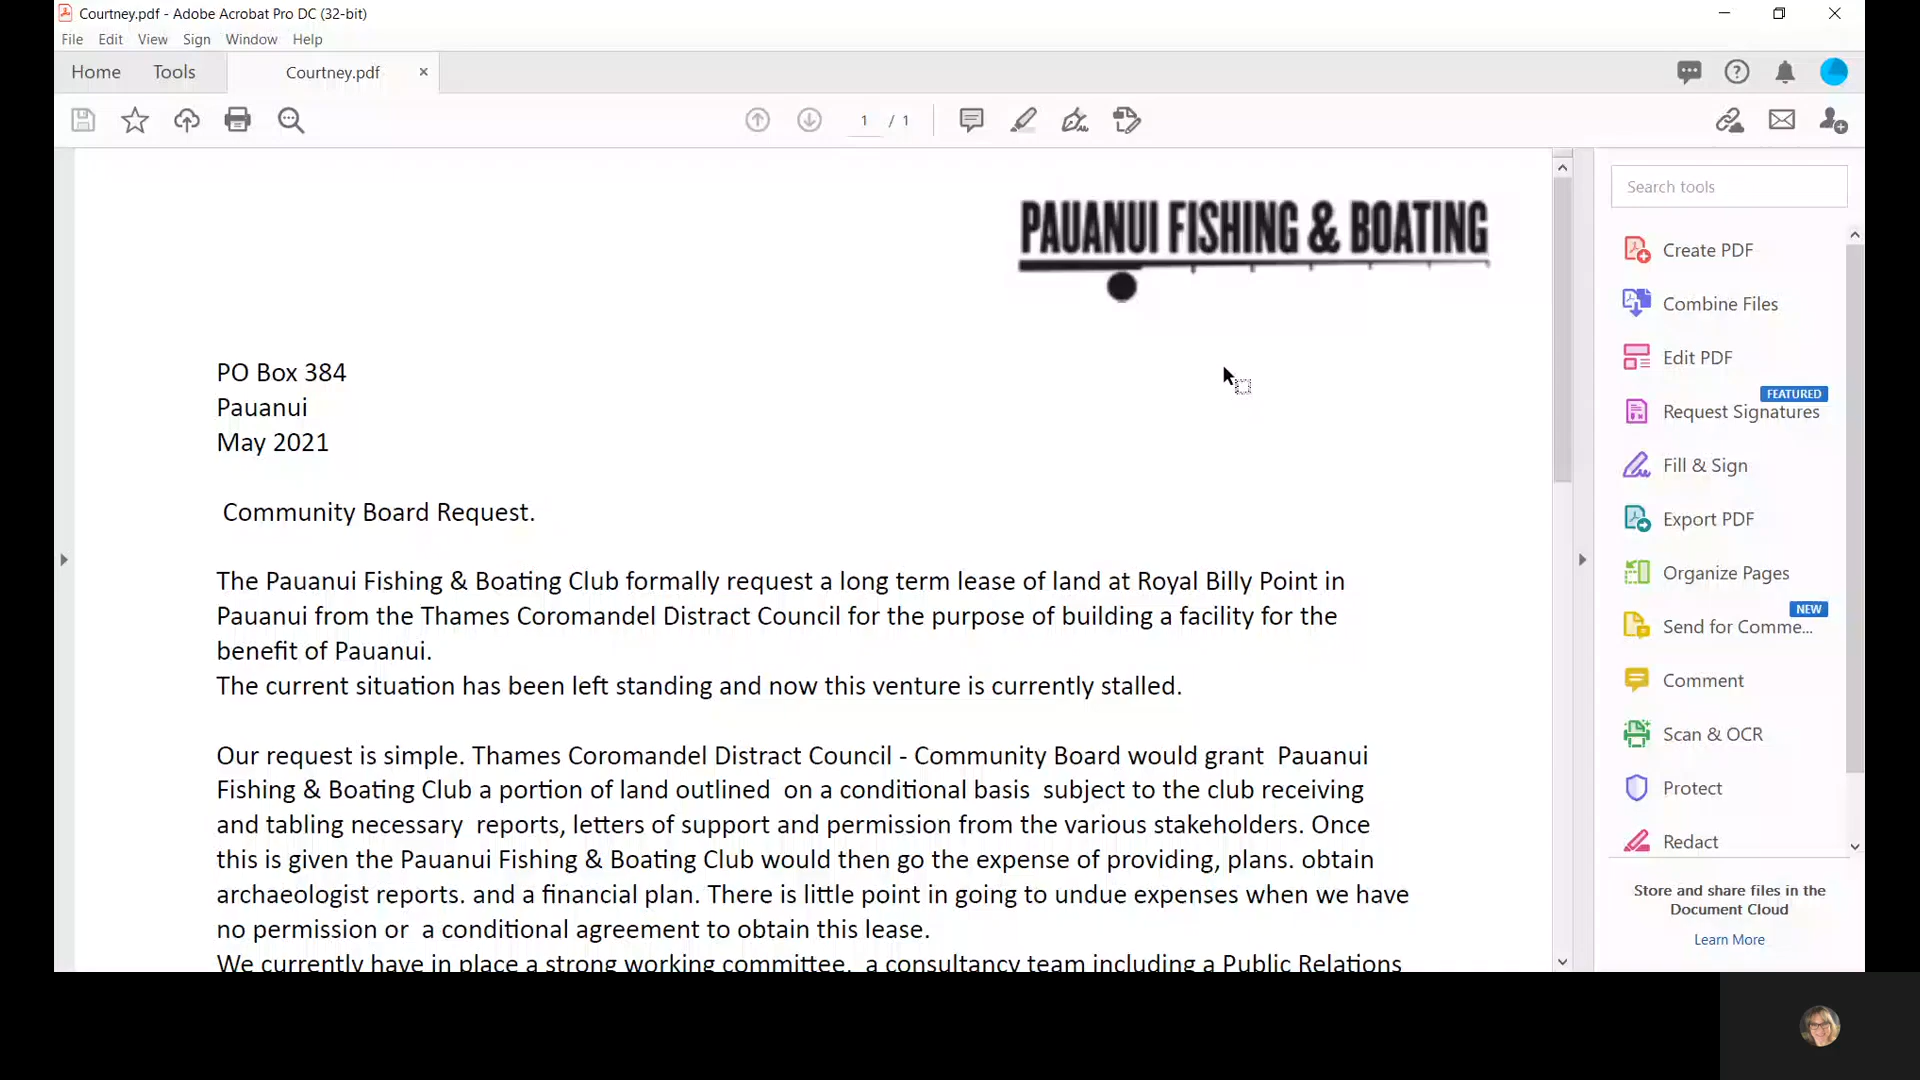 Courtney.pdf - Adobe Acrobat Pro DC (32-bit)
File Edit View Sign Window Help
Home Tools Courtney.pdf ×
1 / 1
PAUANUI FISHING & BOATING
PO Box 384
Pauanui
May 2021
Community Board Request.
The Pauanui Fishing & Boating Club formally request a long term lease of land at Royal Billy Point in
Pauanui from the Thames Coromandel Distract Council for the purpose of building a facility for the
benefit of Pauanui.
The current situation has been left standing and now this venture is currently stalled.
Our request is simple. Thames Coromandel Distract Council - Community Board would grant  Pauanui
Fishing & Boating Club a portion of land outlined  on a conditional basis  subject to the club receiving
and tabling necessary  reports, letters of support and permission from the various stakeholders. Once
this is given the Pauanui Fishing & Boating Club would then go the expense of providing, plans. obtain
archaeologist reports. and a financial plan. There is little point in going to undue expenses when we have
no permission or  a conditional agreement to obtain this lease.
We currently have in place a strong working committee,  a consultancy team including a Public Relations
Search tools
Create PDF
Combine Files
Edit PDF
FEATURED
Request Signatures
Fill & Sign
Export PDF
Organize Pages
NEW
Send for Comme...
Comment
Scan & OCR
Protect
Redact
Store and share files in the
Document Cloud
Learn More